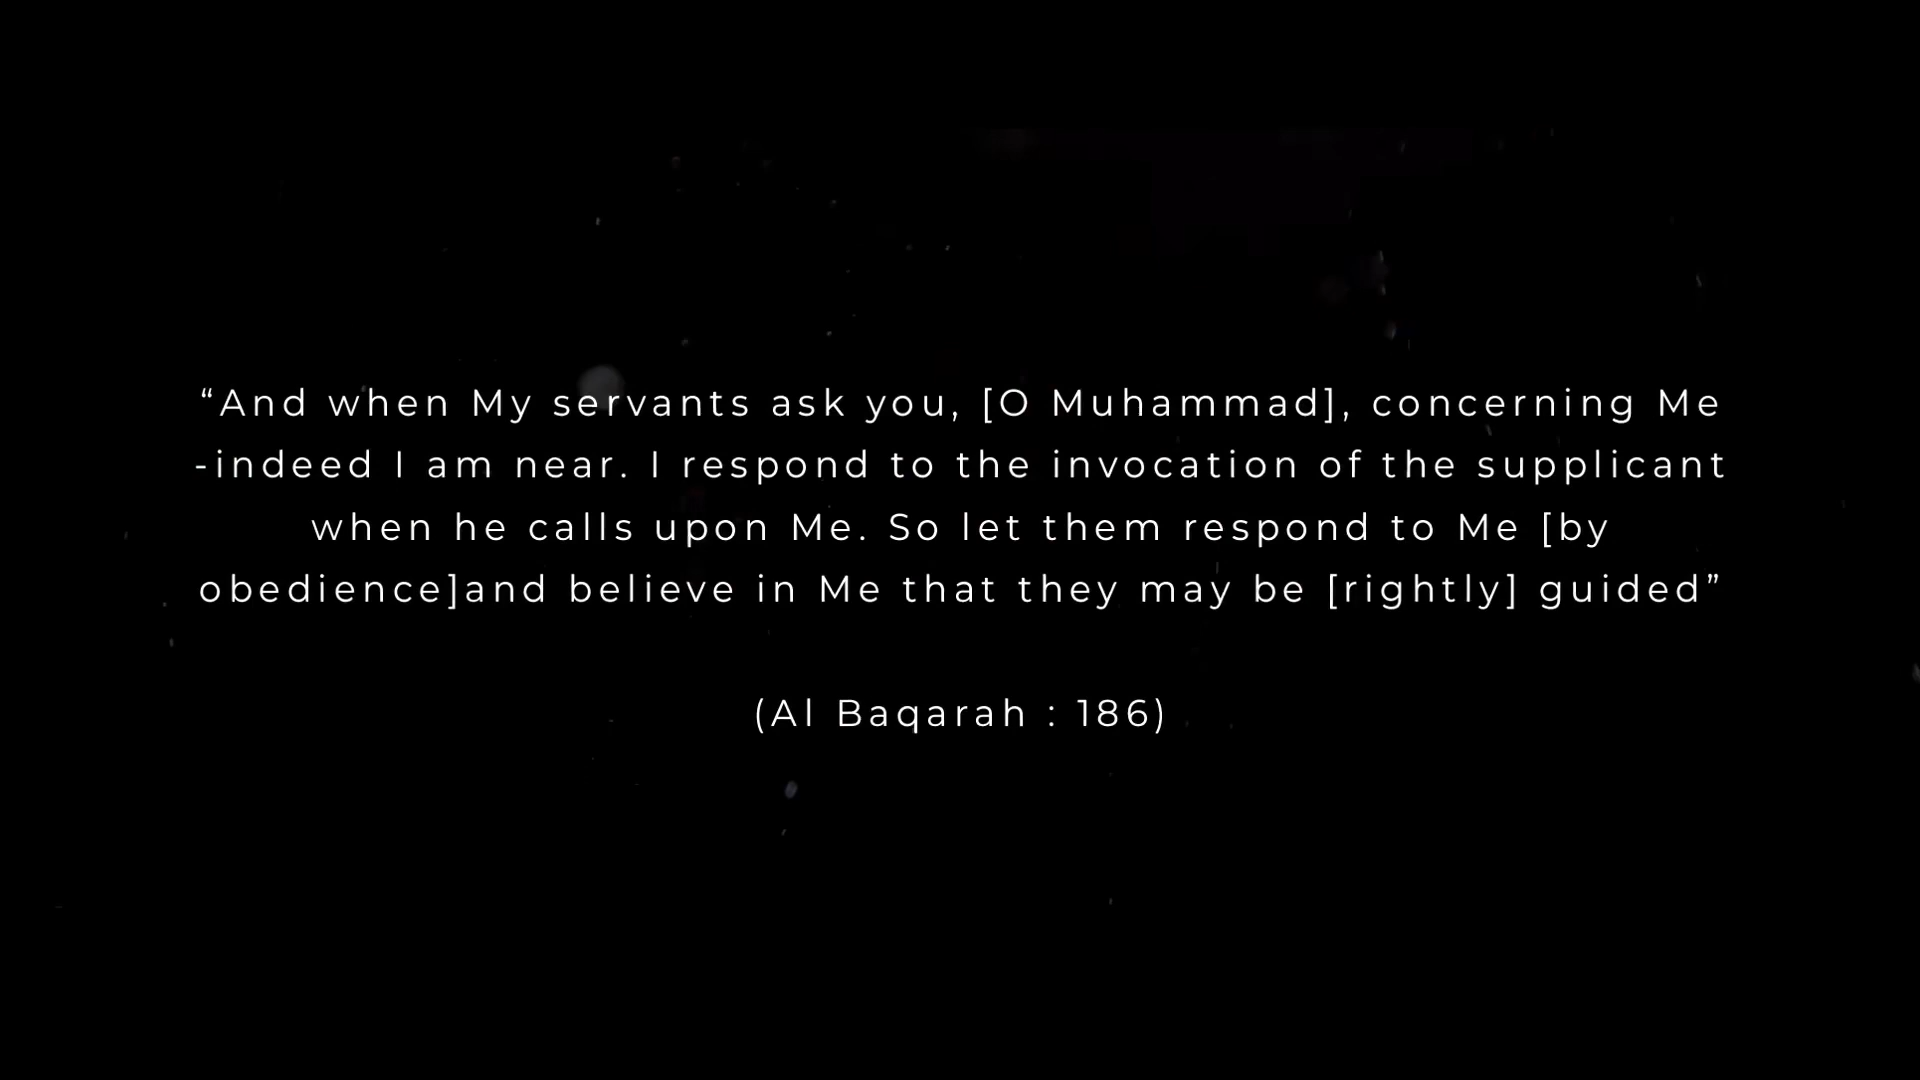 “And when My servants ask you, [O Muhammad], concerning Me
-indeed I am near. I respond to the invocation of the supplicant
when he calls upon Me. So let them respond to Me [by
obedience]and believe in Me that they may be [rightly] guided”
(Al Baqarah : 186)